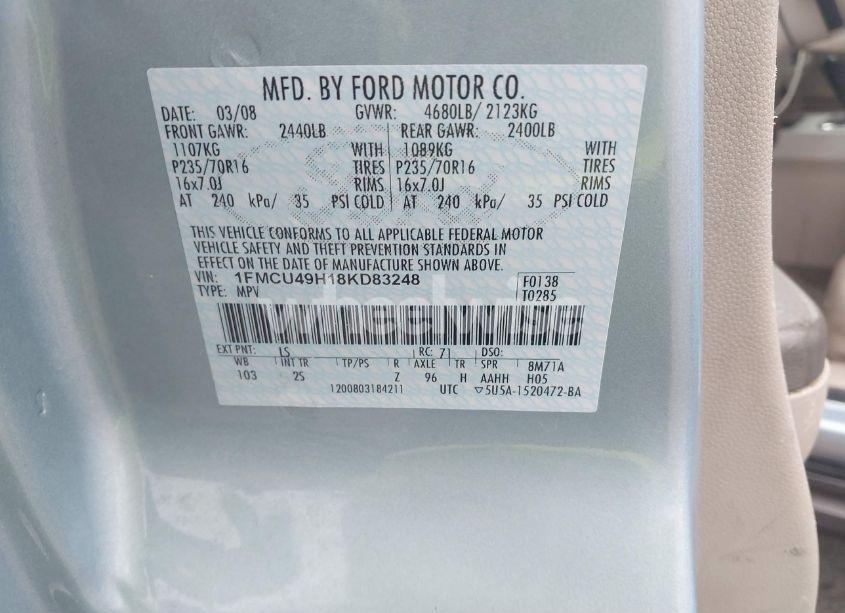 MFD. BY FORD MOTOR CO.
DATE: 03/08 GVWR: 4680LB/ 2123KG
FRONT GAWR: 2440LB REAR GAWR: 2400LB
1107KG WITH 1089KG WITH
P235/70R16 TIRES P235/70R16 TIRES
16x7.0J RIMS 16x7.0J RIMS
AT 240 kPa/ 35 PSI COLD AT 240 kPa/ 35 PSI COLD
THIS VEHICLE CONFORMS TO ALL APPLICABLE FEDERAL MOTOR
VEHICLE SAFETY AND THEFT PREVENTION STANDARDS IN
EFFECT ON THE DATE OF MANUFACTURE SHOWN ABOVE.
VIN: 1FMCU49H18KD83248 F0138
TYPE: MPV T0285
EXT PNT: LS RC: 71 DSO:
WB INT TR TP/PS R AXLE TR SPR 8M71A
103 2S Z 96 H AAHH H05
1200803184211 UTC ▽5U5A-1520472-BA